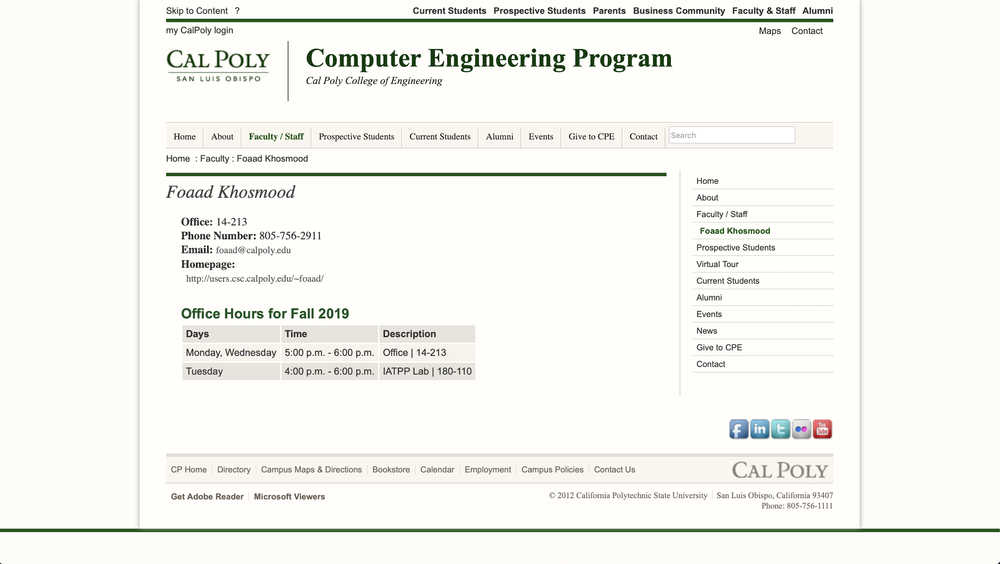 Skip to Content ? Current Students Prospective Students Parents Business Community Faculty & Staff Alumni
my CalPoly login Maps Contact
CAL POLY
SAN LUIS OBISPO
Computer Engineering Program
Cal Poly College of Engineering
Home About Faculty / Staff Prospective Students Current Students Alumni Events Give to CPE Contact Search
Home : Faculty : Foaad Khosmood
Foaad Khosmood
Office: 14-213
Phone Number: 805-756-2911
Email: foaad@calpoly.edu
Homepage:
http://users.csc.calpoly.edu/~foaad/
Office Hours for Fall 2019
Days Time Description
Monday, Wednesday 5:00 p.m. - 6:00 p.m. Office | 14-213
Tuesday 4:00 p.m. - 6:00 p.m. IATPP Lab | 180-110
Home
About
Faculty / Staff
Foaad Khosmood
Prospective Students
Virtual Tour
Current Students
Alumni
Events
News
Give to CPE
Contact
f in t You Tube
CP Home Directory Campus Maps & Directions Bookstore Calendar Employment Campus Policies Contact Us CAL POLY
Get Adobe Reader Microsoft Viewers
© 2012 California Polytechnic State University San Luis Obispo, California 93407
Phone: 805-756-1111